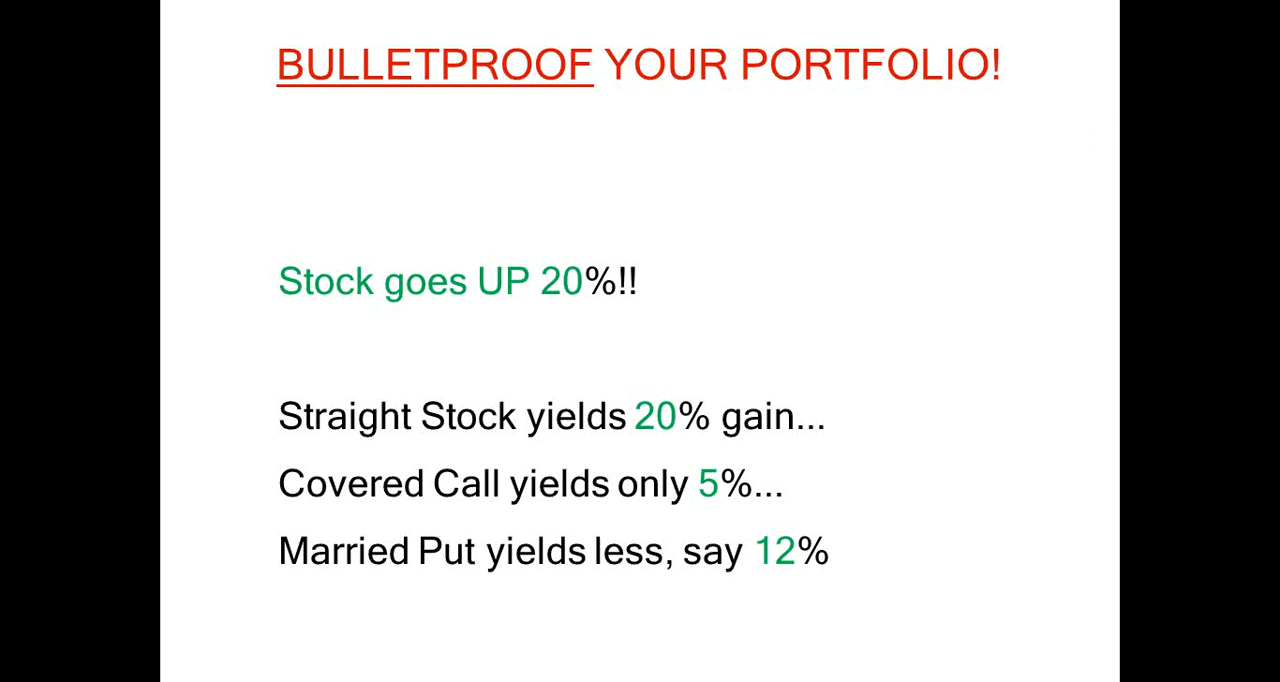 BULLETPROOF YOUR PORTFOLIO!
Stock goes UP 20%!!
Straight Stock yields 20% gain...
Covered Call yields only 5%...
Married Put yields less, say 12%